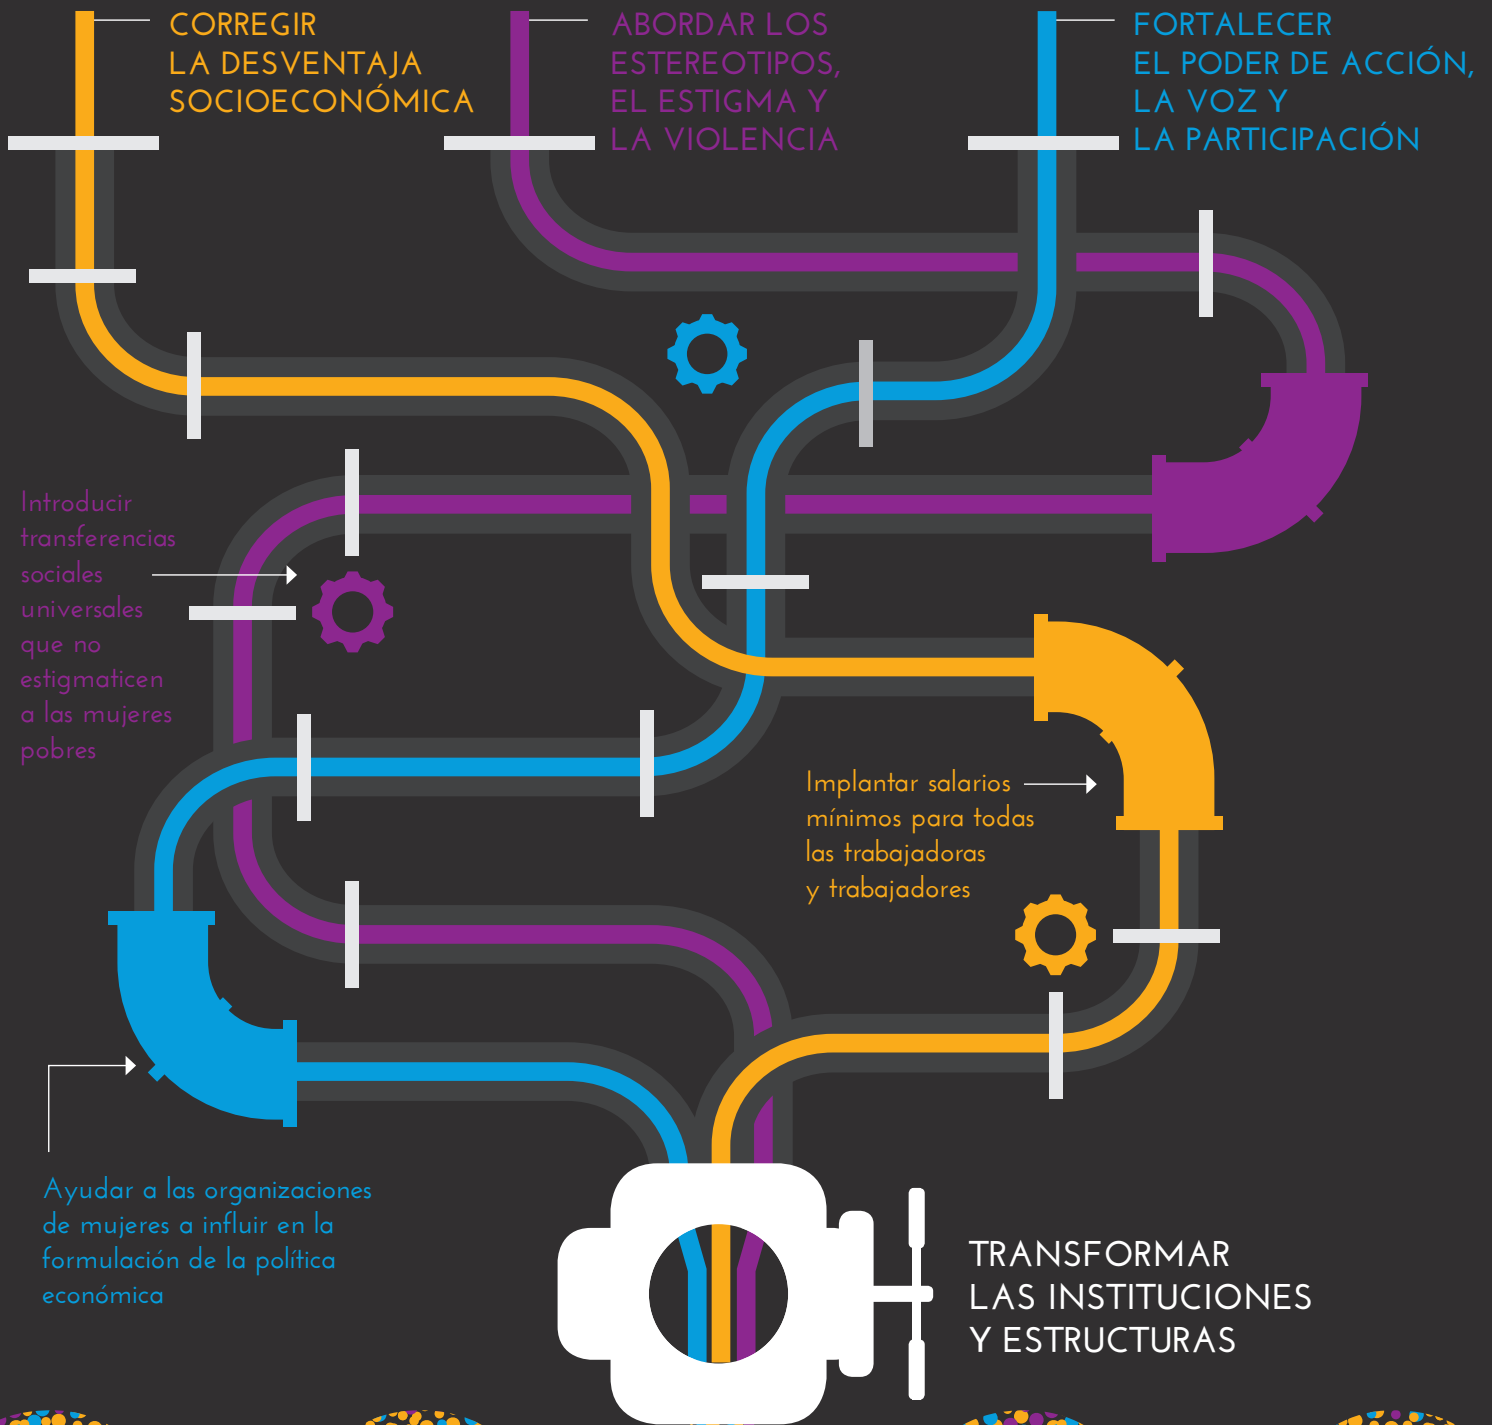 CORREGIR
LA DESVENTAJA
SOCIOECONÓMICA
ABORDAR LOS
ESTEREOTIPOS,
EL ESTIGMA Y
LA VIOLENCIA
FORTALECER
EL PODER DE ACCIÓN,
LA VOZ Y
LA PARTICIPACIÓN
Introducir
transferencias
sociales
universales
que no
estigmaticen
a las mujeres
pobres
Implantar salarios
mínimos para todas
las trabajadoras
y trabajadores
Ayudar a las organizaciones
de mujeres a influir en la
formulación de la política
económica
TRANSFORMAR
LAS INSTITUCIONES
Y ESTRUCTURAS